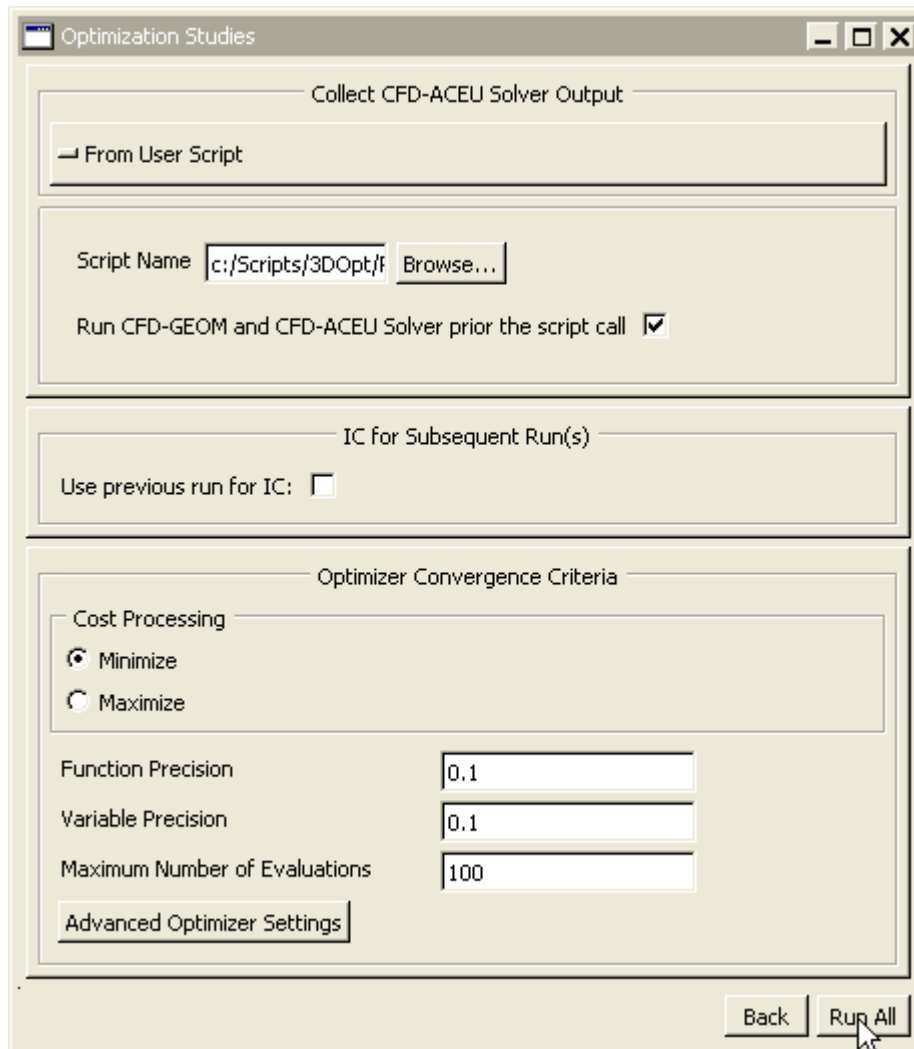 Optimization Studies
Collect CFD-ACEU Solver Output
From User Script
Script Name c:/Scripts/3DOpt/ Browse...
Run CFD-GEOM and CFD-ACEU Solver prior the script call
IC for Subsequent Run(s)
Use previous run for IC:
Optimizer Convergence Criteria
Cost Processing
Minimize
Maximize
Function Precision 0.1
Variable Precision 0.1
Maximum Number of Evaluations 100
Advanced Optimizer Settings
Back Run All